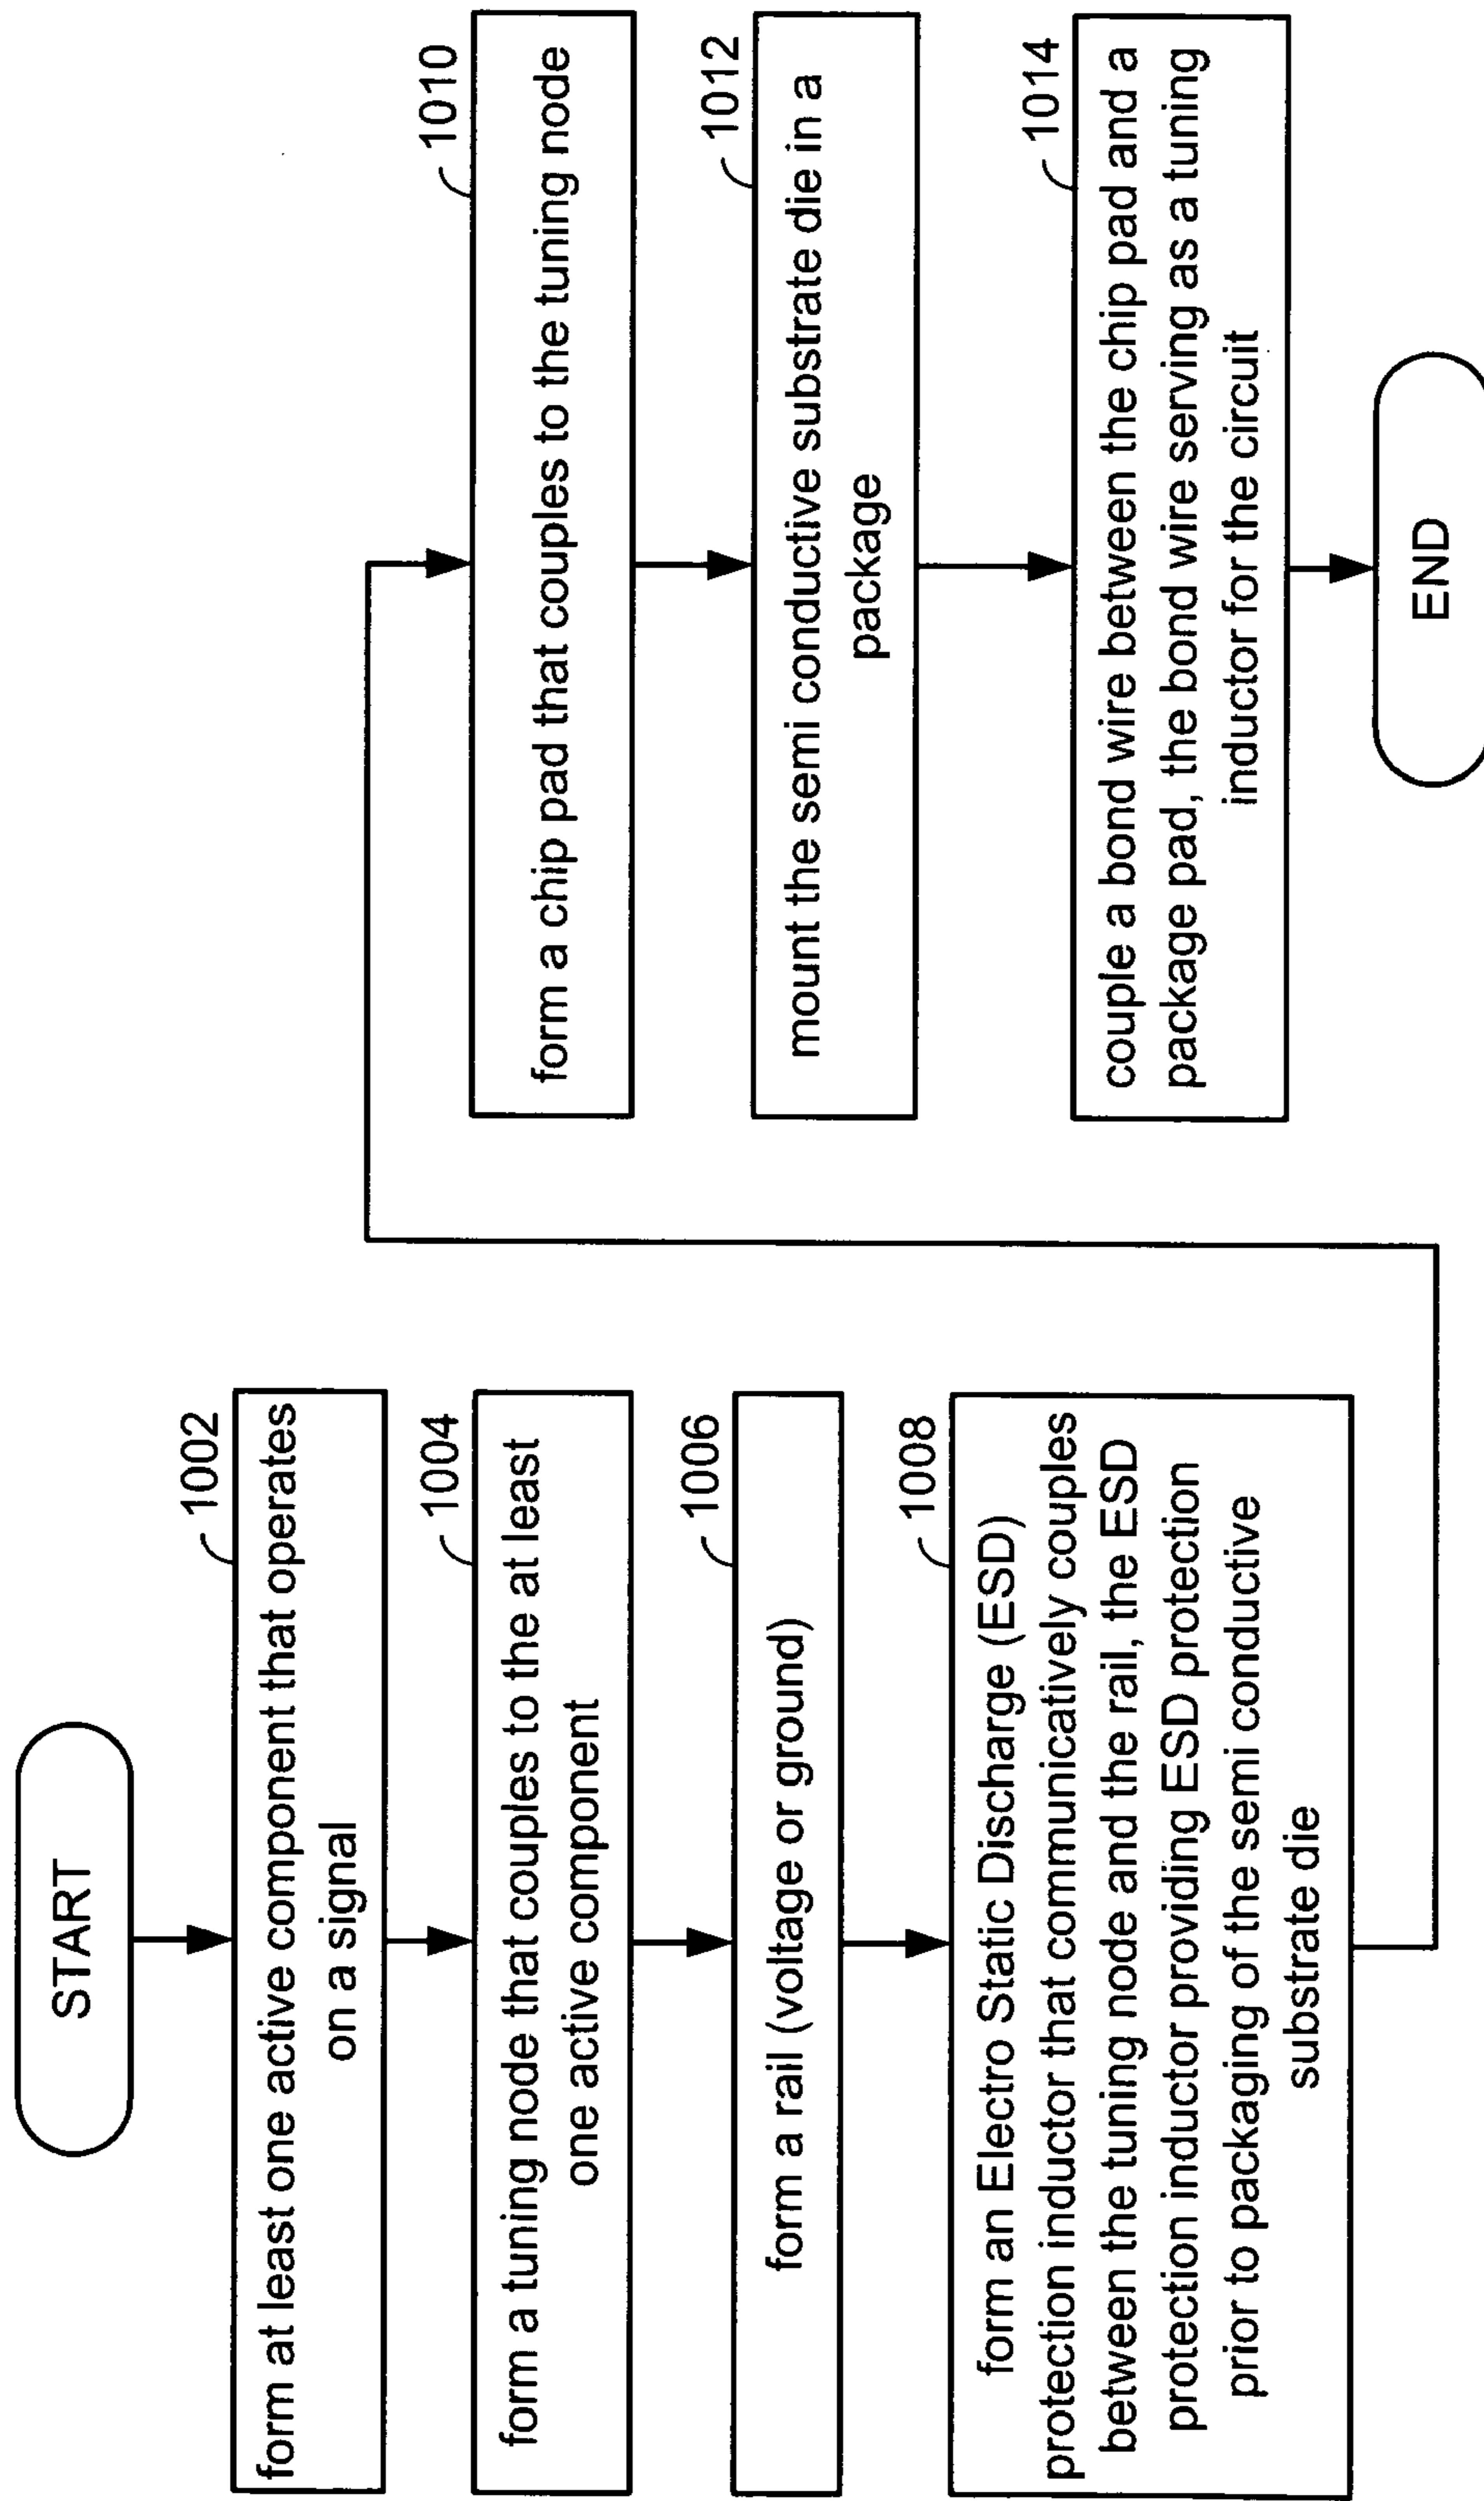 START
1002
form at least one active component that operates
on a signal
1004
form a tuning node that couples to the at least
one active component
1006
form a rail (voltage or ground)
1008
form an Electro Static Discharge (ESD)
protection inductor that communicatively couples
between the tuning node and the rail, the ESD
protection inductor providing ESD protection
prior to packaging of the semi conductive
substrate die
1010
form a chip pad that couples to the tuning node
1012
mount the semi conductive substrate die in a
package
1014
couple a bond wire between the chip pad and a
package pad, the bond wire serving as a tuning
inductor for the circuit
END